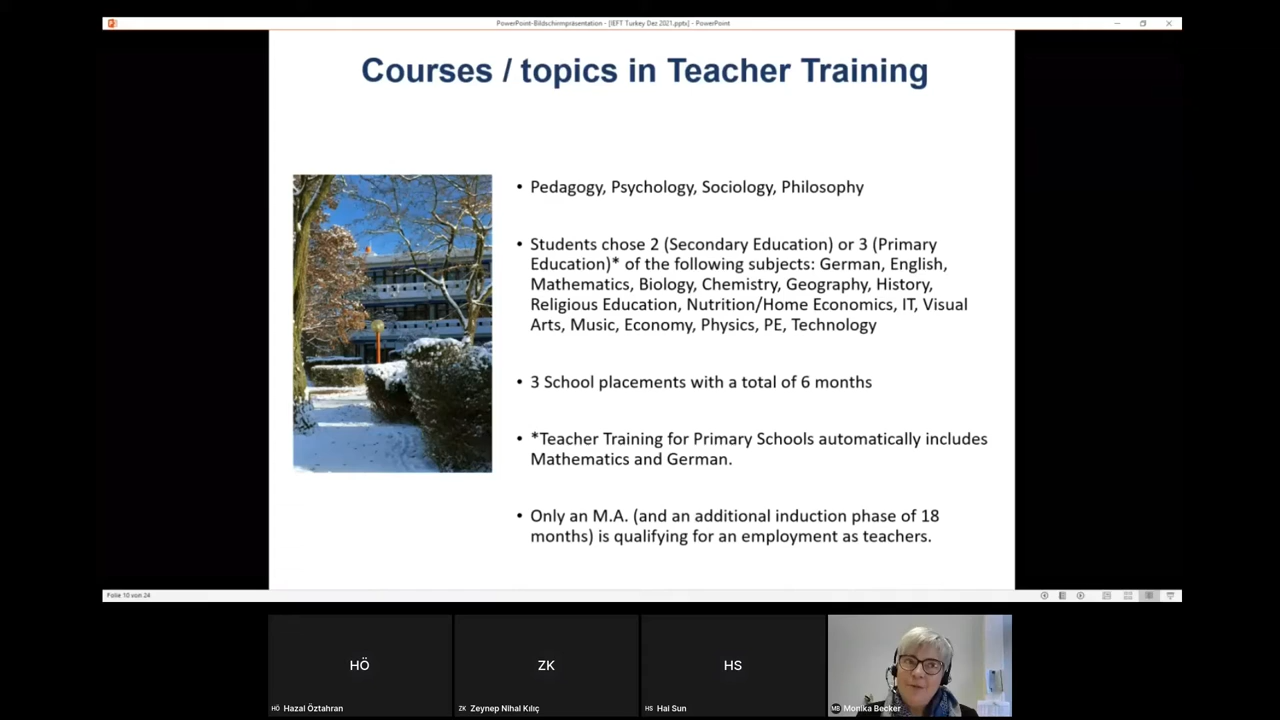 PowerPoint-Bildschirmpräsentation - [IEFT Turkey Dez 2021.pptx] - PowerPoint
Courses / topics in Teacher Training
• Pedagogy, Psychology, Sociology, Philosophy
• Students chose 2 (Secondary Education) or 3 (Primary
Education)* of the following subjects: German, English,
Mathematics, Biology, Chemistry, Geography, History,
Religious Education, Nutrition/Home Economics, IT, Visual
Arts, Music, Economy, Physics, PE, Technology
• 3 School placements with a total of 6 months
• *Teacher Training for Primary Schools automatically includes
Mathematics and German.
• Only an M.A. (and an additional induction phase of 18
months) is qualifying for an employment as teachers.
Folie 10 von 24
HÖ
ZK
HS
HÖ Hazal Öztahran
ZK Zeynep Nihal Kılıç
HS Hai Sun
MB Monika Becker